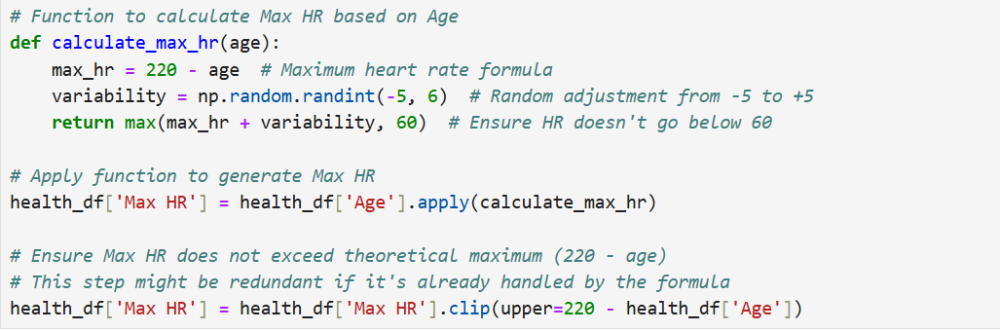 # Function to calculate Max HR based on Age
def calculate_max_hr(age):
    max_hr = 220 - age  # Maximum heart rate formula
    variability = np.random.randint(-5, 6)  # Random adjustment from -5 to +5
    return max(max_hr + variability, 60)  # Ensure HR doesn't go below 60

# Apply function to generate Max HR
health_df['Max HR'] = health_df['Age'].apply(calculate_max_hr)

# Ensure Max HR does not exceed theoretical maximum (220 - age)
# This step might be redundant if it's already handled by the formula
health_df['Max HR'] = health_df['Max HR'].clip(upper=220 - health_df['Age'])